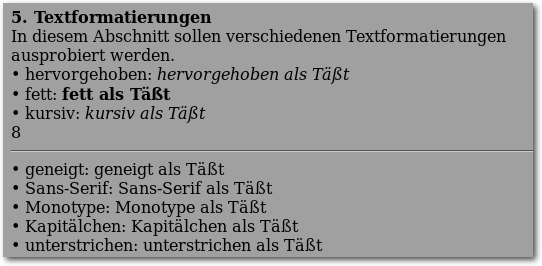 5. Textformatierungen
In diesem Abschnitt sollen verschiedenen Textformatierungen
ausprobiert werden.
• hervorgehoben: hervorgehoben als Täßt
• fett: fett als Täßt
• kursiv: kursiv als Täßt
8
• geneigt: geneigt als Täßt
• Sans-Serif: Sans-Serif als Täßt
• Monotype: Monotype als Täßt
• Kapitälchen: Kapitälchen als Täßt
• unterstrichen: unterstrichen als Täßt